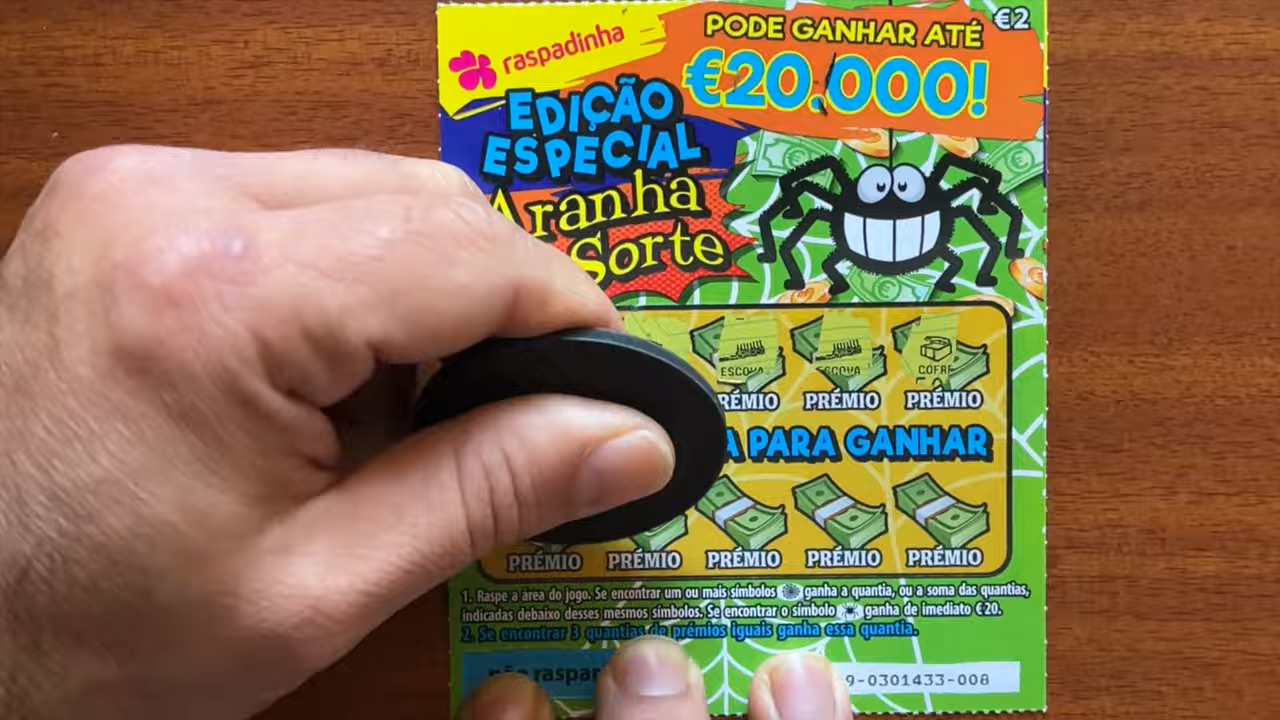 raspadinha
PODE GANHAR ATÉ
€2
€20.000!
EDIÇÃO
ESPECIAL
Aranha
Sorte
ESCOVA
ESCOVA
COFRE
PRÉMIO
PRÉMIO
PARA GANHAR
PRÉMIO
PRÉMIO
PRÉMIO
PRÉMIO
PRÉMIO
1. Raspe a área do jogo. Se encontrar um ou mais símbolos ganha a quantia, ou a soma das quantias,
indicadas debaixo desses mesmos símbolos. Se encontrar o símbolo ganha de imediato €20.
2. Se encontrar 3 quantias de prémios iguais ganha essa quantia.
não raspar
9-0301433-008